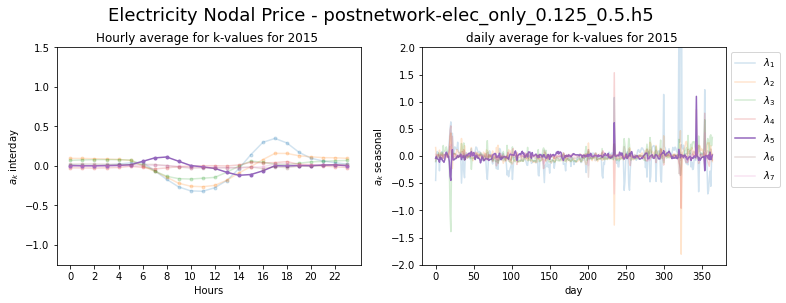 Electricity Nodal Price - postnetwork-elec_only_0.125_0.5.h5
Hourly average for k-values for 2015
1.5
1.0
0.5
0.0
−0.5
−1.0
a_k interday
0 2 4 6 8 10 12 14 16 18 20 22
Hours
daily average for k-values for 2015
2.0
1.5
1.0
0.5
0.0
−0.5
−1.0
−1.5
−2.0
a_k seasonal
0 50 100 150 200 250 300 350
day
λ₁
λ₂
λ₃
λ₄
λ₅
λ₆
λ₇